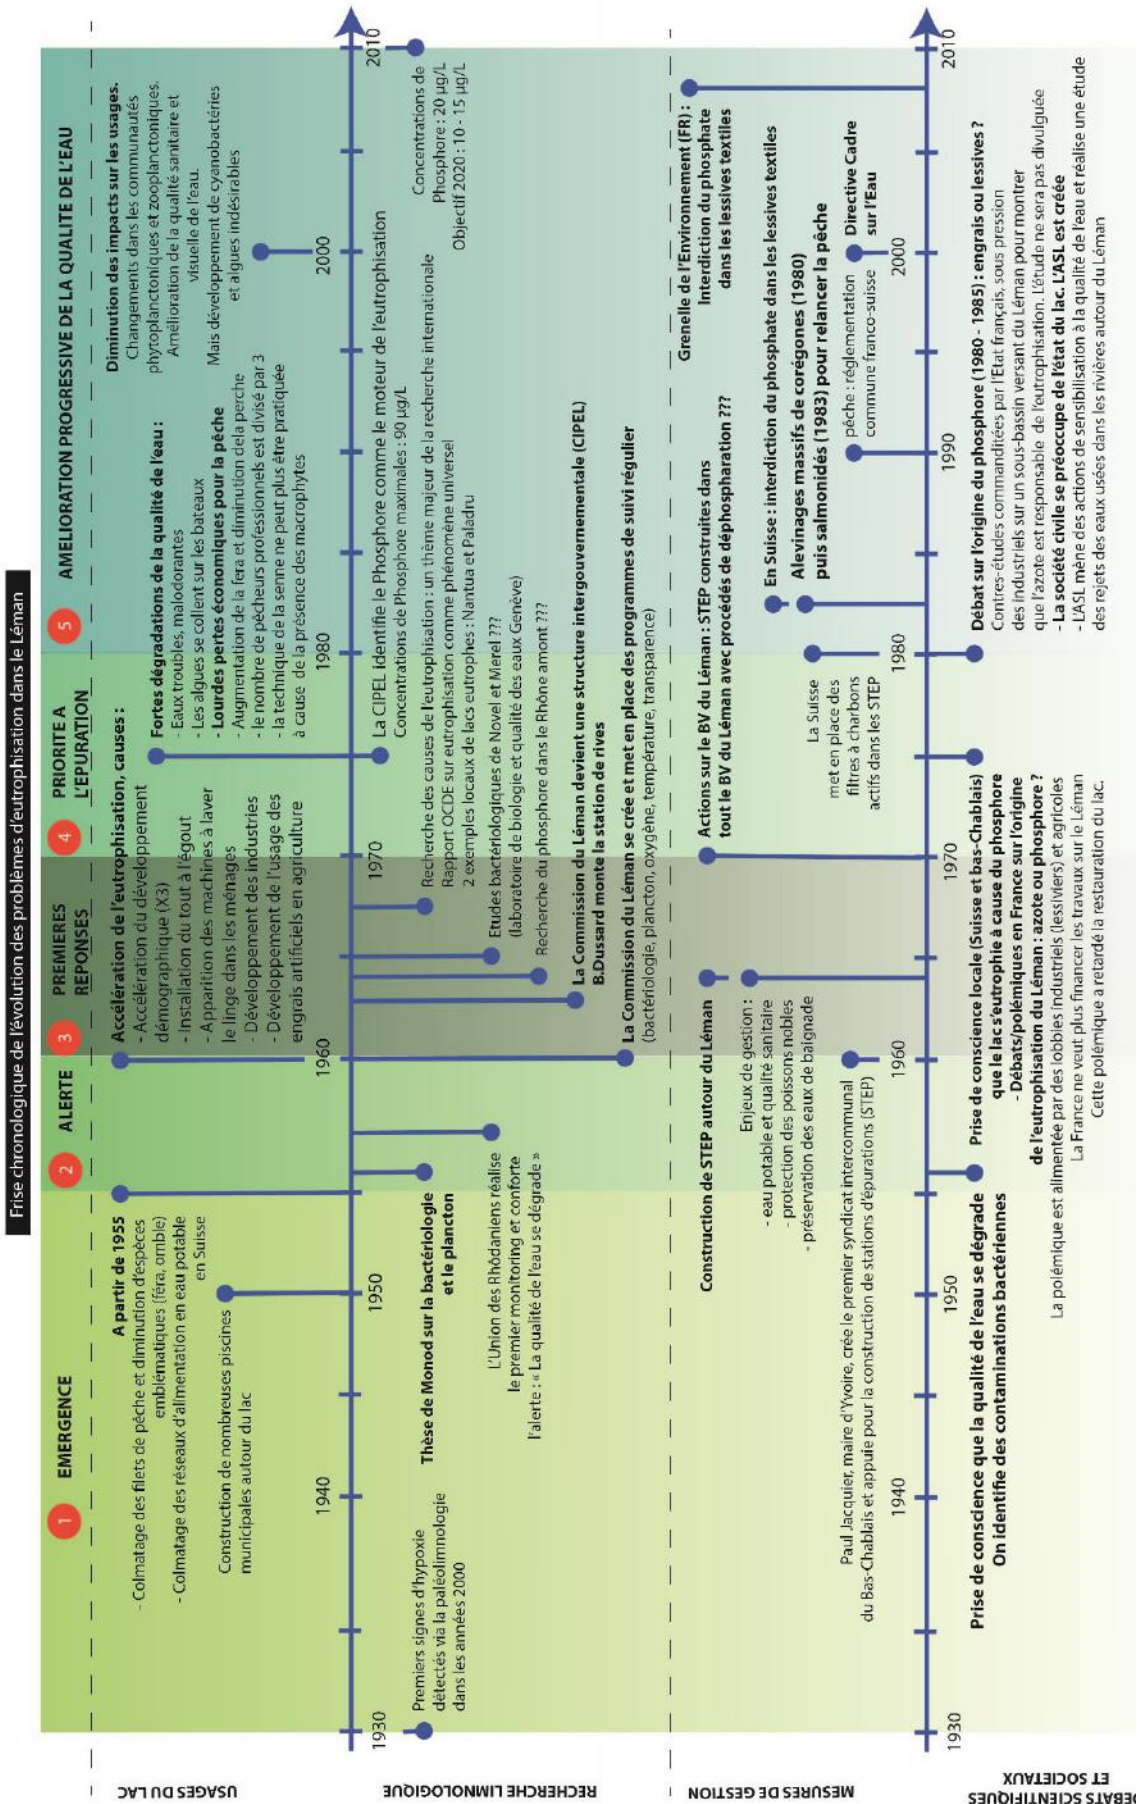 Frise chronologique de l'évolution des problèmes d'eutrophisation dans le Léman
1 EMERGENCE
2 ALERTE
3 PREMIERES
REPONSES
4 PRIORITE A
L'EPURATION
5 AMELIORATION PROGRESSIVE DE LA QUALITE DE L'EAU
USAGES DU LAC
A partir de 1955
- Colmatage des filets de pêche et diminution d'espèces
emblématiques (féra, omble)
- Colmatage des réseaux d'alimentation en eau potable
en Suisse
Construction de nombreuses piscines
municipales autour du lac
Accélération de l'eutrophisation, causes :
- Accélération du développement
démographique (X3)
- Installation du tout à l'égout
- Apparition des machines à laver
le linge dans les ménages
- Développement des industries
- Développement de l'usage des
engrais artificiels en agriculture
Fortes dégradations de la qualité de l'eau :
- Eaux troubles, malodorantes
- Les algues se collent sur les bateaux
- Lourdes pertes économiques pour la pêche
- Augmentation de la fera et diminution dela perche
- le nombre de pêcheurs professionnels est divisé par 3
- la technique de la senne ne peut plus être pratiquée
à cause de la présence des macrophytes
Diminution des impacts sur les usages.
Changements dans les communautés
phytoplanctoniques et zooplanctoniques.
Amélioration de la qualité sanitaire et
visuelle de l'eau.
Mais développement de cyanobactéries
et algues indésirables
1930
1940
1950
1960
1970
1980
2000
2010
RECHERCHE LIMNOLOGIQUE
Premiers signes d'hypoxie
détectés via la paléolimnologie
dans les années 2000
Thèse de Monod sur la bactériologie
et le plancton
L'Union des Rhôdaniens réalise
le premier monitoring et conforte
l'alerte : « La qualité de l'eau se dégrade »
La CIPEL identifie le Phosphore comme le moteur de l'eutrophisation
Concentrations de Phosphore maximales : 90 µg/L
Recherche des causes de l'eutrophisation : un thème majeur de la recherche internationale
Rapport OCDE sur eutrophisation comme phénomène universel
2 exemples locaux de lacs eutrophes : Nantua et Paladru
Etudes bactériologiques de Novel et Merel ???
(laboratoire de biologie et qualité des eaux Genève)
Recherche du phosphore dans le Rhône amont ???
La Commission du Léman devient une structure intergouvernementale (CIPEL)
B.Dussard monte la station de rives
La Commission du Léman se crée et met en place des programmes de suivi régulier
(bactériologie, plancton, oxygène, température, transparence)
Concentrations de
Phosphore : 20 µg/L
Objectif 2020 : 10 - 15 µg/L
MESURES DE GESTION
Construction de STEP autour du Léman
Enjeux de gestion :
- eau potable et qualité sanitaire
- protection des poissons nobles
- préservation des eaux de baignade
Paul Jacquier, maire d'Yvoire, crée le premier syndicat intercommunal
du Bas-Chablais et appuie pour la construction de stations d'épurations (STEP)
Actions sur le BV du Léman : STEP construites dans
tout le BV du Léman avec procédés de déphospharation ???
La Suisse
met en place des
filtres à charbons
actifs dans les STEP
En Suisse : interdiction du phosphate dans les lessives textiles
Alevinages massifs de corégones (1980)
puis salmonidés (1983) pour relancer la pêche
pêche : réglementation
commune franco-suisse
Directive Cadre
sur l'Eau
Grenelle de l'Environnement (FR) :
Interdiction du phosphate
dans les lessives textiles
1930
1940
1950
1960
1970
1980
1990
2000
2010
DEBATS SCIENTIFIQUES
ET SOCIETAUX
Prise de conscience que la qualité de l'eau se dégrade
On identifie des contaminations bactériennes
Prise de conscience locale (Suisse et bas-Chablais)
que le lac s'eutrophie à cause du phosphore
- Débats/polémiques en France sur l'origine
de l'eutrophisation du Léman : azote ou phosphore ?
La polémique est alimentée par des lobbies industriels (lessiviers) et agricoles
La France ne veut plus financer les travaux sur le Léman
Cette polémique a retardé la restauration du lac.
Débat sur l'origine du phosphore (1980 - 1985) : engrais ou lessives ?
Contres-études commanditées par l'Etat français, sous pression
des industriels sur un sous-bassin versant du Léman pour montrer
que l'azote est responsable de l'eutrophisation. L'étude ne sera pas divulguée
- La société civile se préoccupe de l'état du lac. L'ASL est créée
- L'ASL mène des actions de sensibilisation à la qualité de l'eau et réalise une étude
des rejets des eaux usées dans les rivières autour du Léman